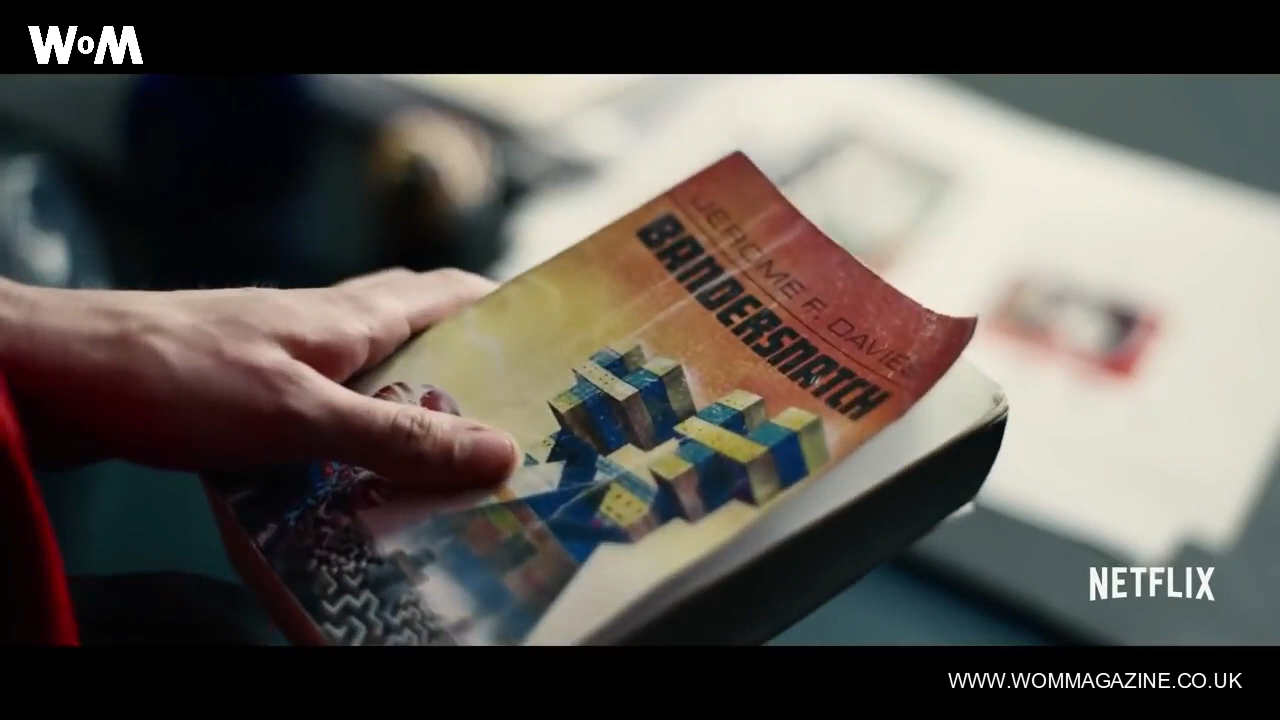 WoM
JEROME F. DAVIES
BANDERSNATCH
NETFLIX
WWW.WOMMAGAZINE.CO.UK